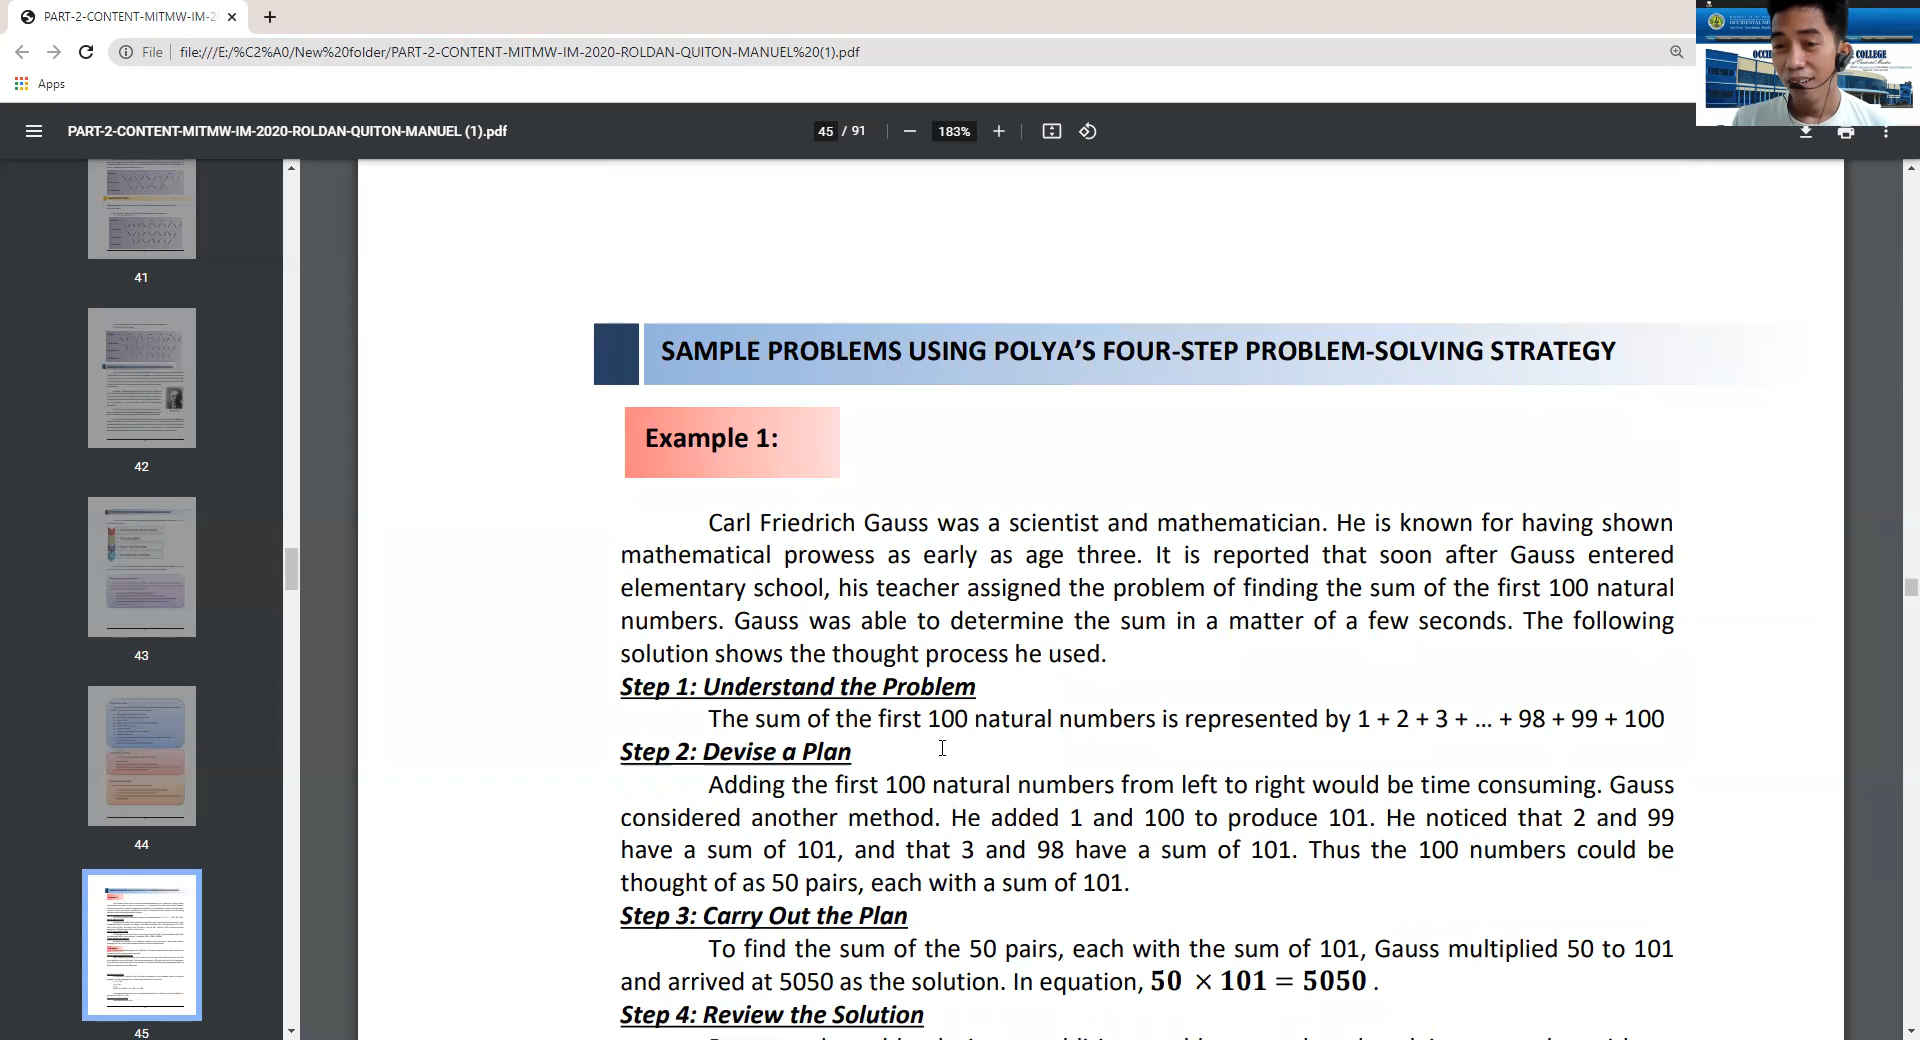 PART-2-CONTENT-MITMW-IM-2
File file:///E:/%C2%A0/New%20folder/PART-2-CONTENT-MITMW-IM-2020-ROLDAN-QUITON-MANUEL%20(1).pdf
Apps
PART-2-CONTENT-MITMW-IM-2020-ROLDAN-QUITON-MANUEL (1).pdf
45 / 91
183%
COLLEGE
41
42
43
44
45
SAMPLE PROBLEMS USING POLYA’S FOUR-STEP PROBLEM-SOLVING STRATEGY
Example 1:
Carl Friedrich Gauss was a scientist and mathematician. He is known for having shown
mathematical prowess as early as age three. It is reported that soon after Gauss entered
elementary school, his teacher assigned the problem of finding the sum of the first 100 natural
numbers. Gauss was able to determine the sum in a matter of a few seconds. The following
solution shows the thought process he used.
Step 1: Understand the Problem
The sum of the first 100 natural numbers is represented by 1 + 2 + 3 + … + 98 + 99 + 100
Step 2: Devise a Plan
Adding the first 100 natural numbers from left to right would be time consuming. Gauss
considered another method. He added 1 and 100 to produce 101. He noticed that 2 and 99
have a sum of 101, and that 3 and 98 have a sum of 101. Thus the 100 numbers could be
thought of as 50 pairs, each with a sum of 101.
Step 3: Carry Out the Plan
To find the sum of the 50 pairs, each with the sum of 101, Gauss multiplied 50 to 101
and arrived at 5050 as the solution. In equation, 50 × 101 = 5050 .
Step 4: Review the Solution